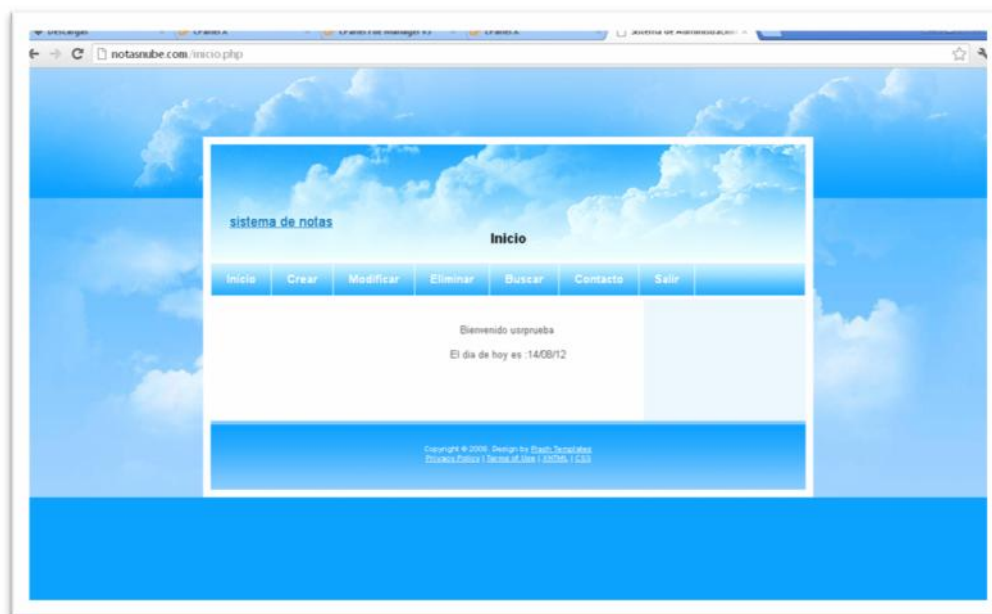 Descargas
cPanel X
cPanel File Manager v3
cPanel X
Sistema de Administración
notasnube.com/inicio.php
sistema de notas
Inicio
Inicio Crear Modificar Eliminar Buscar Contacto Salir
Bienvenido usrprueba
El dia de hoy es :14/08/12
Copyright © 2006. Design by Flash Templates
Privacy Policy | Terms of Use | XHTML | CSS